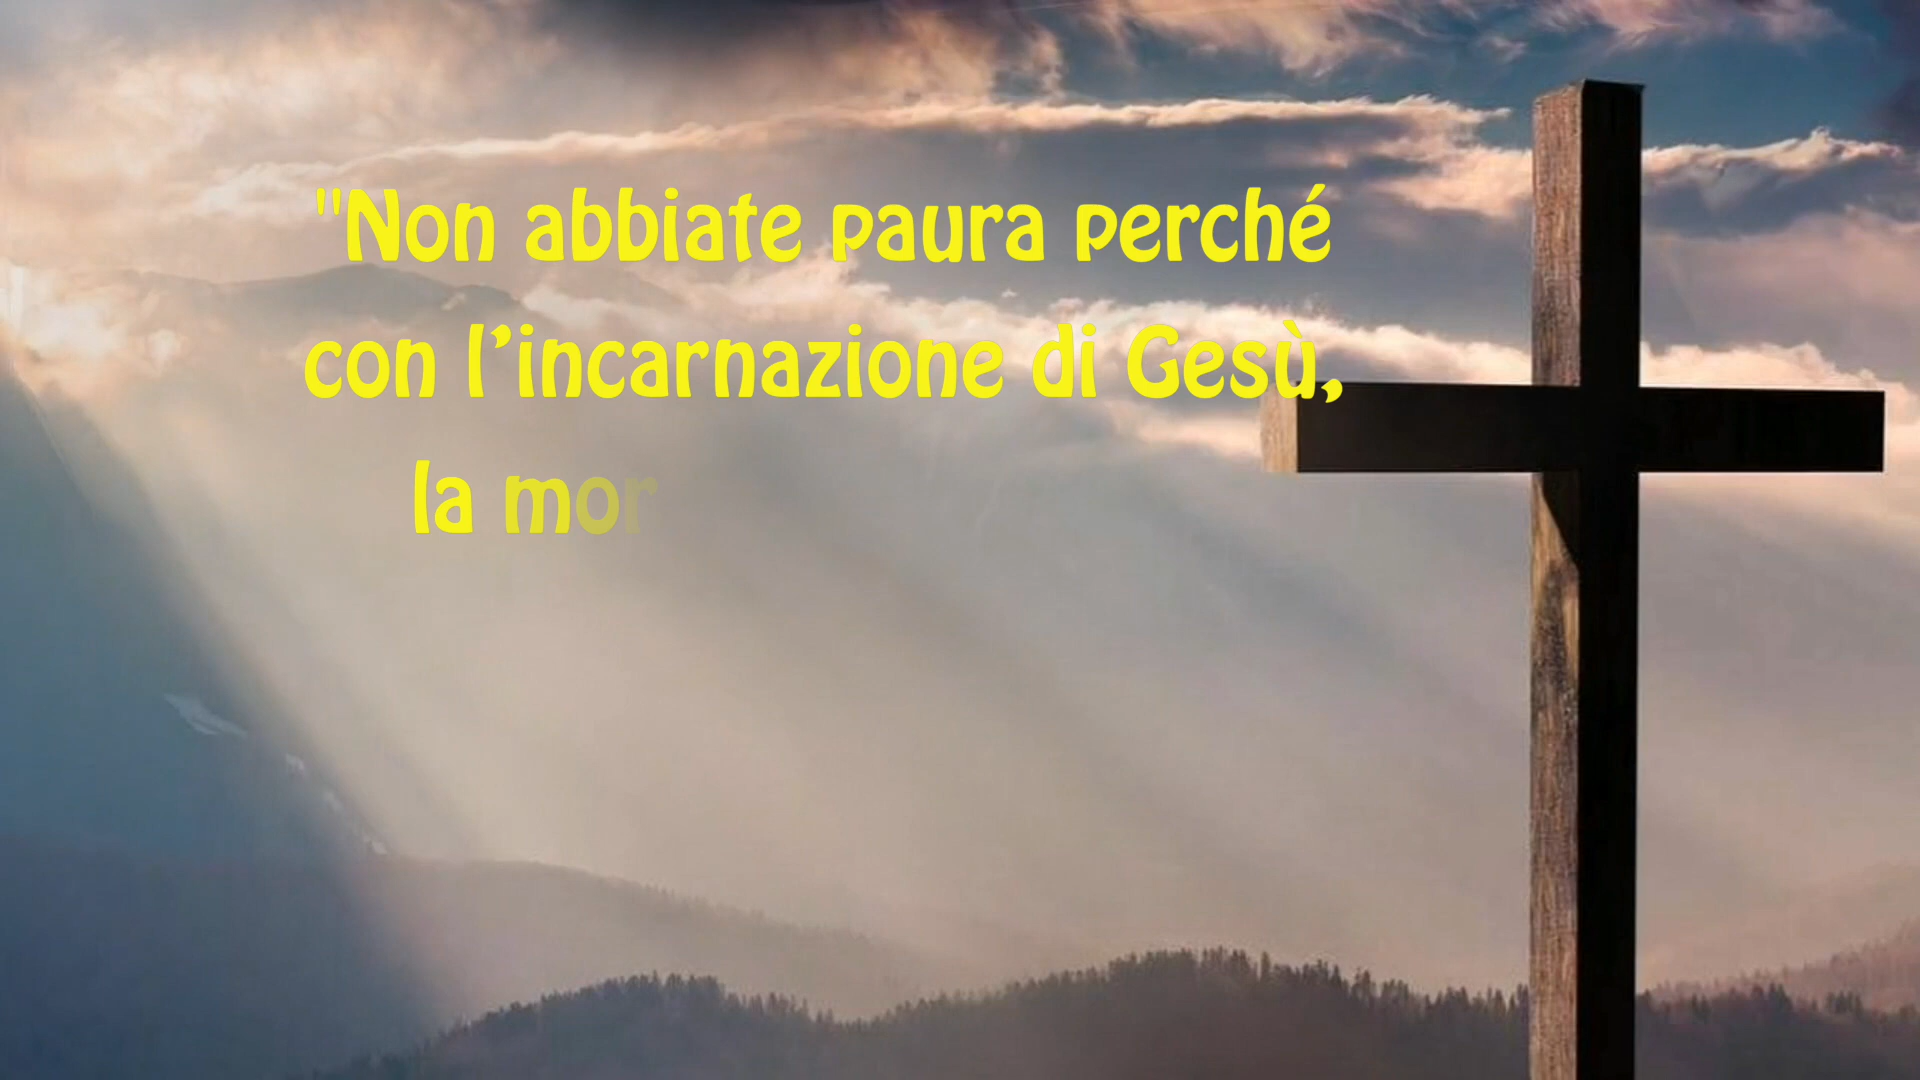 "Non abbiate paura perché
con l’incarnazione di Gesù,
la mor